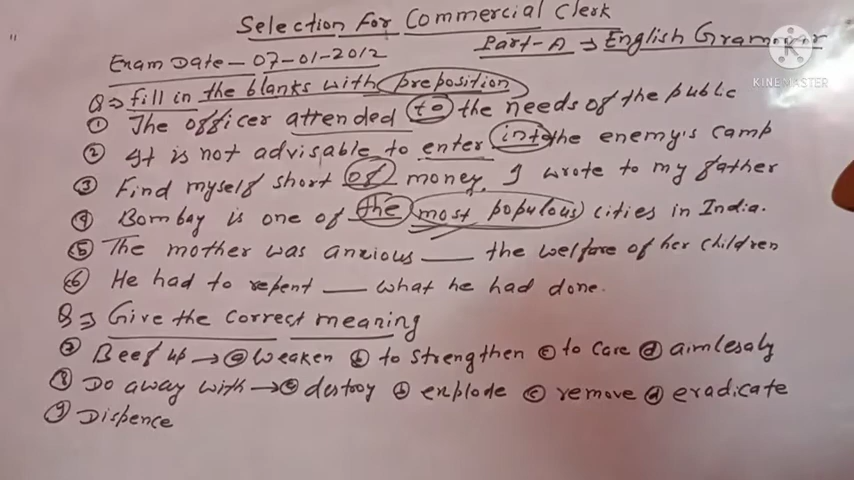 Selection For Commercial Clerk
Exam Date - 07-01-2012 Part-A ⇒ English Grammar
KINEMASTER
Q ⇒ fill in the blanks with preposition
① The officer attended to the needs of the public
② It is not advisable to enter into the enemy's camp
③ Find myself short of money. I wrote to my father
④ Bombay is one of the most populous cities in India.
⑤ The mother was anxious ___ the welfare of her children
⑥ He had to repent ___ what he had done.
Q ⇒ Give the correct meaning
⑦ Beef up → ⓐ weaken ⓑ to strengthen ⓒ to care ⓓ aimlesaly
⑧ Do away with → ⓐ destroy ⓑ explode ⓒ remove ⓓ eradicate
⑨ Dispence